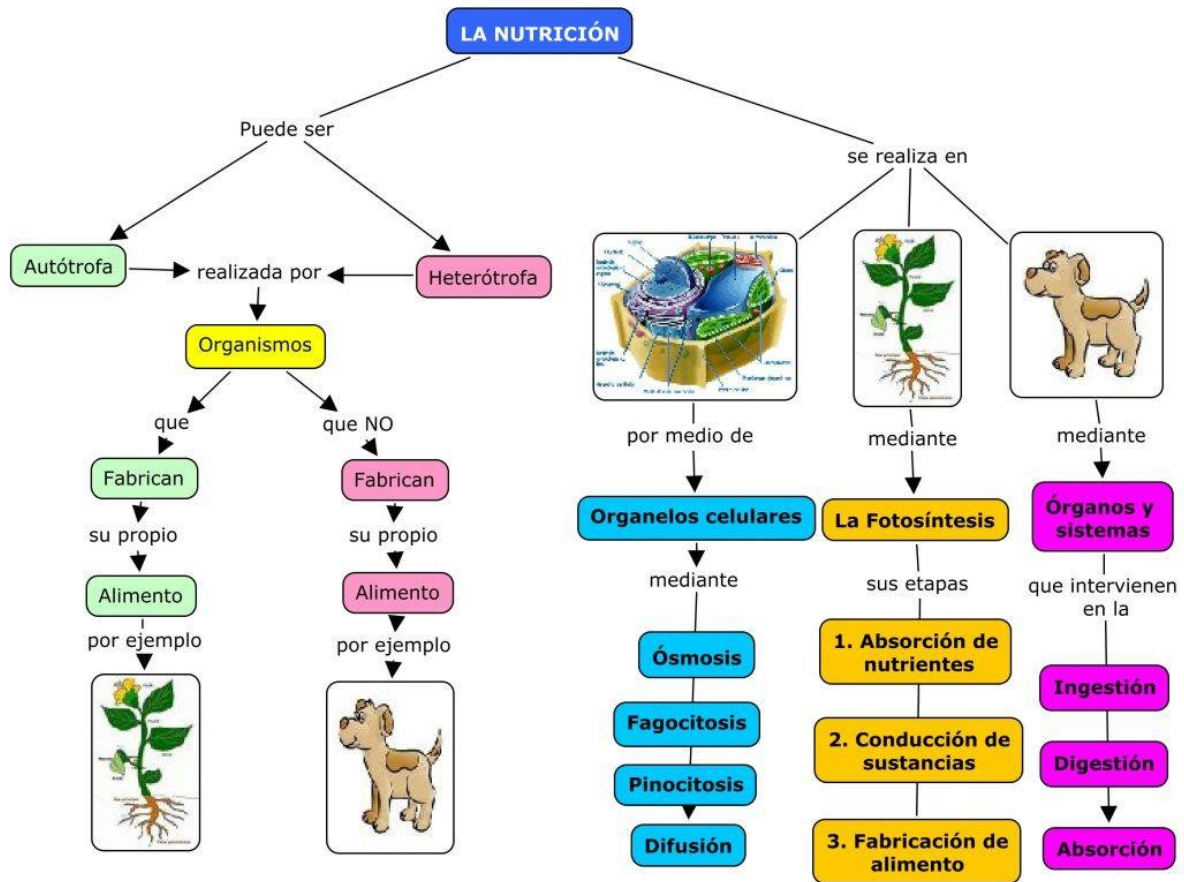 LA NUTRICIÓN
Puede ser
se realiza en
Autótrofa
realizada por
Heterótrofa
Organismos
que
que NO
Fabrican
Fabrican
su propio
su propio
Alimento
Alimento
por ejemplo
por ejemplo
por medio de
mediante
mediante
Organelos celulares
La Fotosíntesis
Órganos y
sistemas
mediante
sus etapas
que intervienen
en la
Ósmosis
Fagocitosis
Pinocitosis
Difusión
1. Absorción de
nutrientes
2. Conducción de
sustancias
3. Fabricación de
alimento
Ingestión
Digestión
Absorción